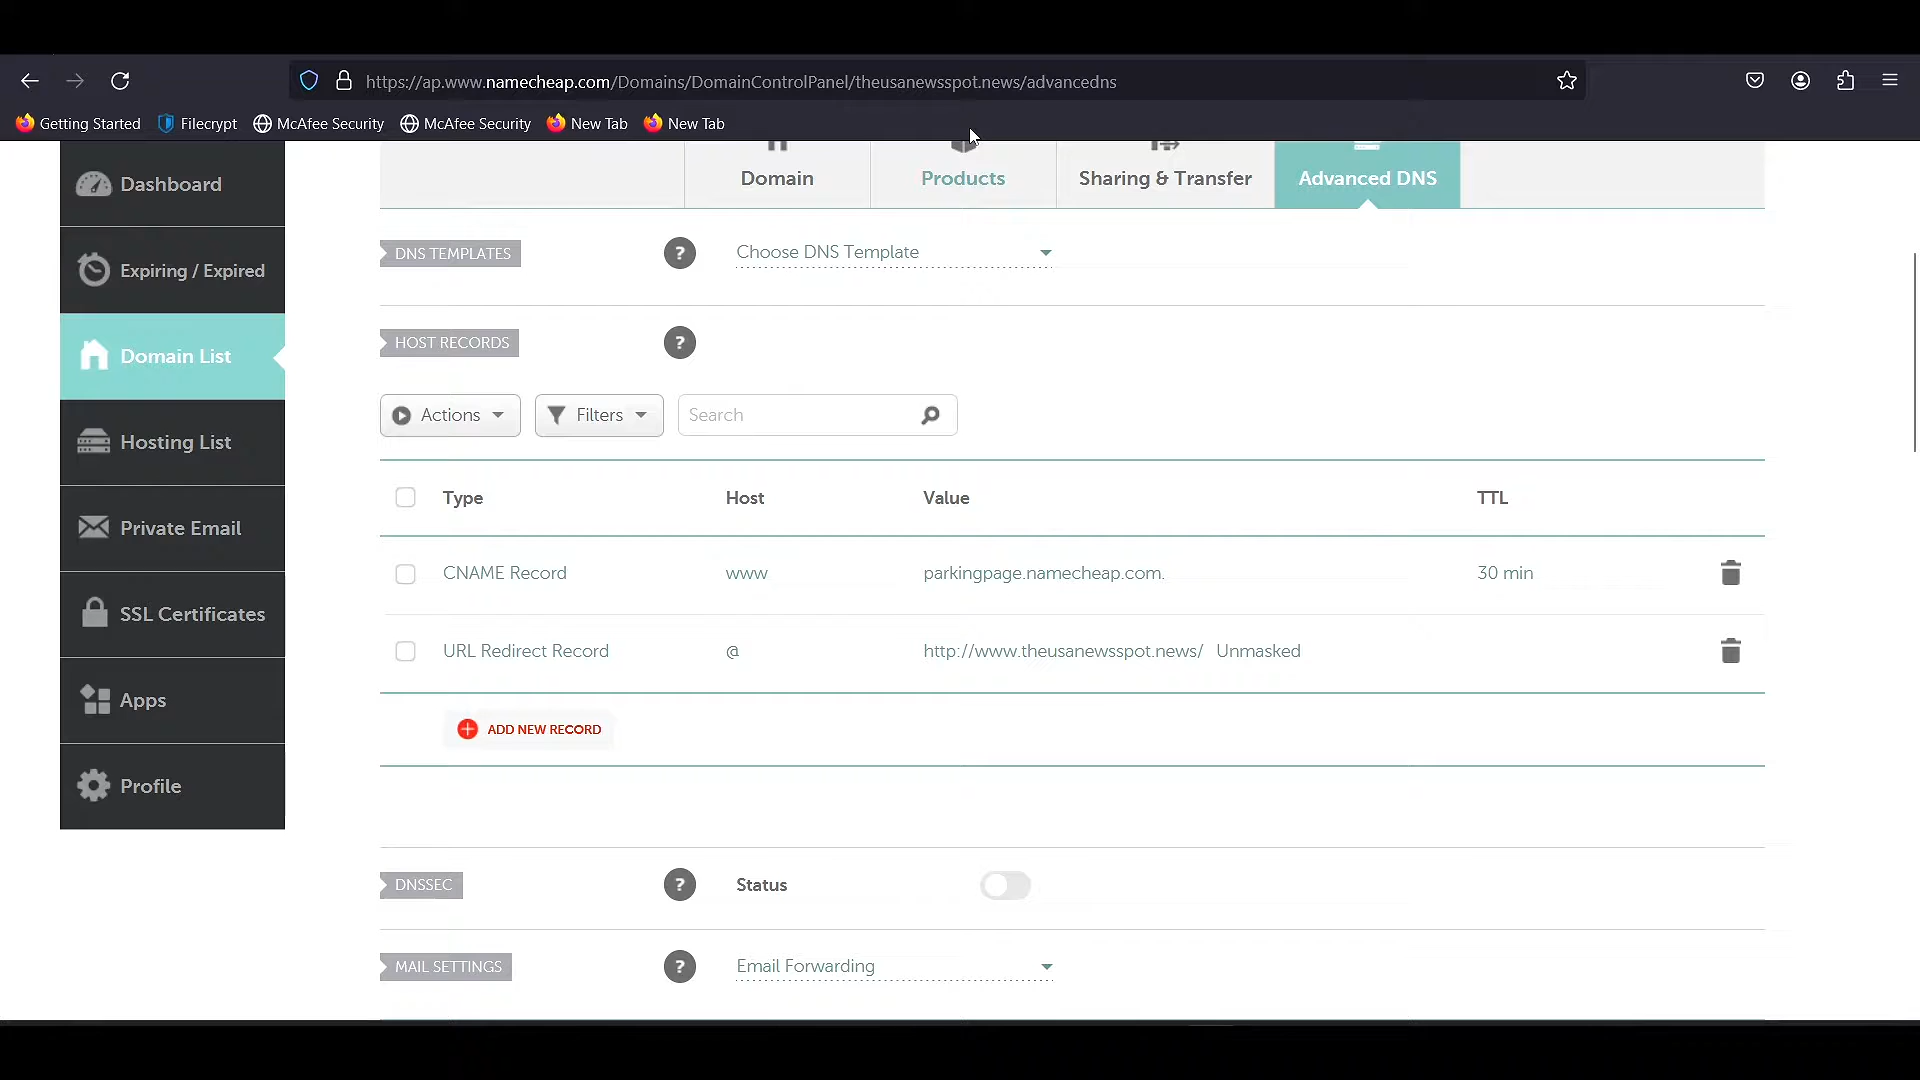 https://ap.www.namecheap.com/Domains/DomainControlPanel/theusanewsspot.news/advancedns
Getting Started Filecrypt McAfee Security McAfee Security New Tab New Tab
Dashboard
Expiring / Expired
Domain List
Hosting List
Private Email
SSL Certificates
Apps
Profile
Domain Products Sharing & Transfer Advanced DNS
DNS TEMPLATES ? Choose DNS Template
HOST RECORDS ?
Actions Filters Search
Type Host Value TTL
CNAME Record www parkingpage.namecheap.com. 30 min
URL Redirect Record @ http://www.theusanewsspot.news/ Unmasked
ADD NEW RECORD
DNSSEC ? Status
MAIL SETTINGS ? Email Forwarding